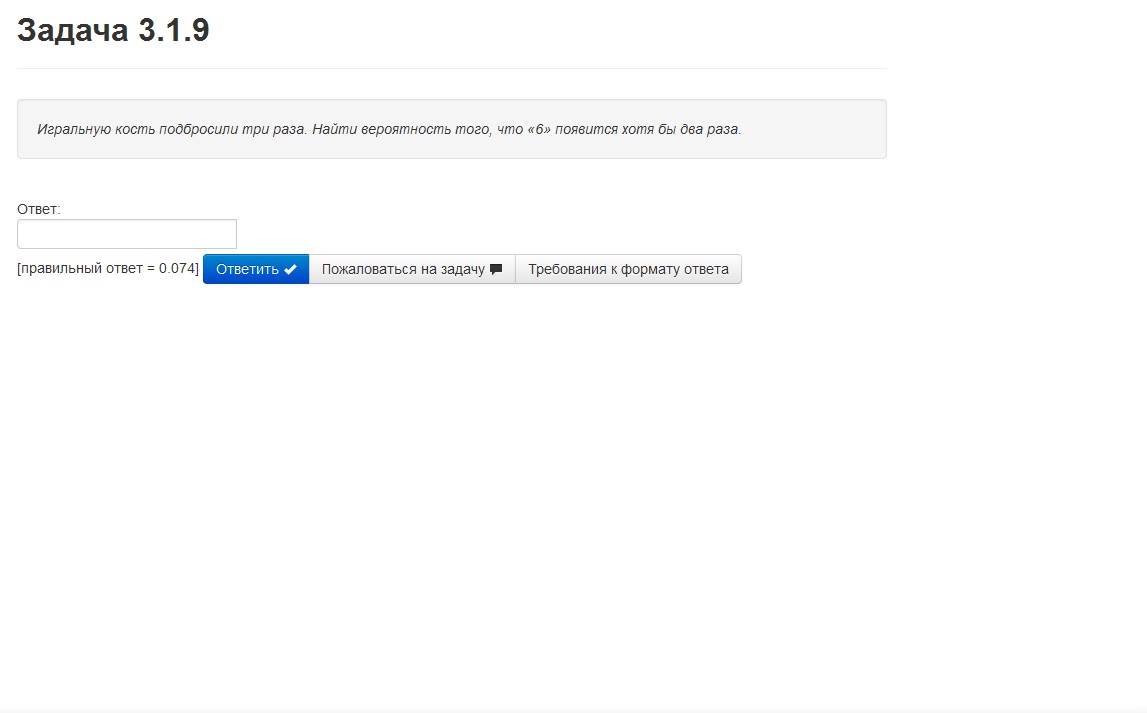 Задача 3.1.9
Игральную кость подбросили три раза. Найти вероятность того, что «6» появится хотя бы два раза.
Ответ:
[правильный ответ = 0.074] Ответить Пожаловаться на задачу Требования к формату ответа